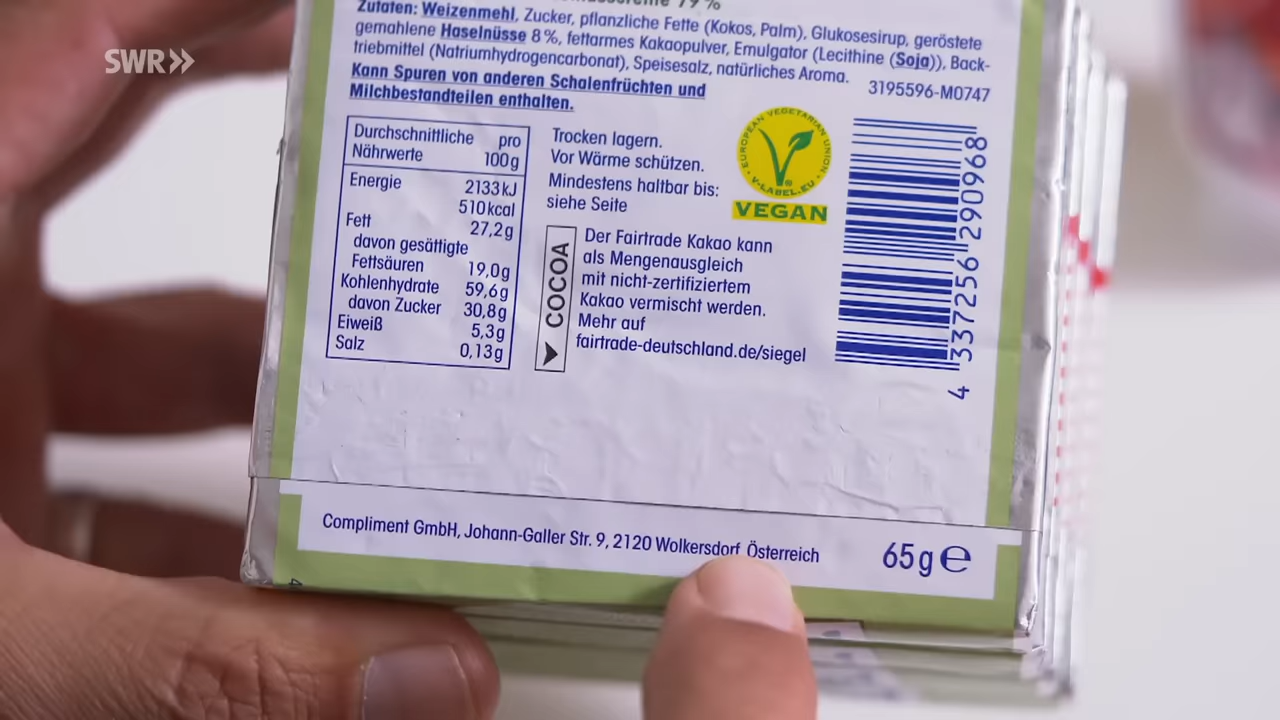 79%
SWR
Zutaten: Weizenmehl, Zucker, pflanzliche Fette (Kokos, Palm), Glukosesirup, geröstete
gemahlene Haselnüsse 8%, fettarmes Kakaopulver, Emulgator (Lecithine (Soja)), Back-
triebmittel (Natriumhydrogencarbonat), Speisesalz, natürliches Aroma.
Kann Spuren von anderen Schalenfrüchten und
Milchbestandteilen enthalten.
3195596-M0747
Durchschnittliche pro
Nährwerte 100g
Energie 2133kJ
510kcal
Fett 27,2g
davon gesättigte
Fettsäuren 19,0g
Kohlenhydrate 59,6g
davon Zucker 30,8g
Eiweiß 5,3g
Salz 0,13g
Trocken lagern.
Vor Wärme schützen.
Mindestens haltbar bis:
siehe Seite
EUROPEAN VEGETARIAN UNION
V-LABEL.EU
VEGAN
COCOA
Der Fairtrade Kakao kann
als Mengenausgleich
mit nicht-zertifiziertem
Kakao vermischt werden.
Mehr auf
fairtrade-deutschland.de/siegel
4 337256 290968
Compliment GmbH, Johann-Galler Str. 9, 2120 Wolkersdorf, Österreich
65g e